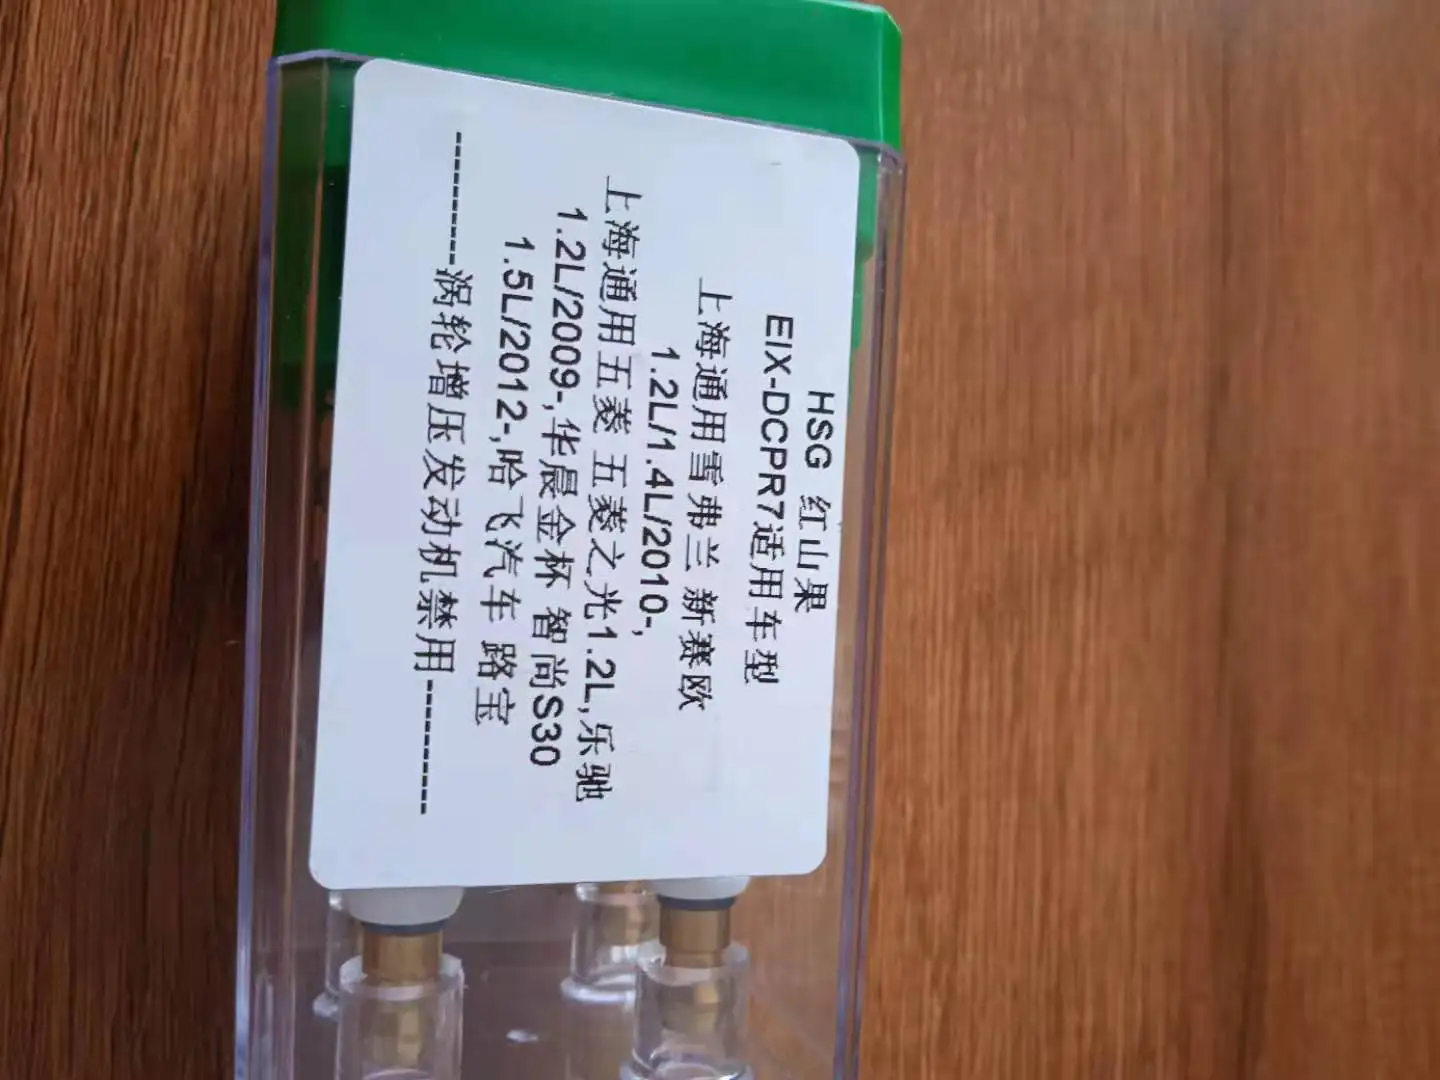 HSG 红山果
EIX-DCPR7适用车型
上海通用雪弗兰 新赛欧
1.2L/1.4L/2010-,
上海通用五菱 五菱之光1.2L,乐驰
1.2L/2009-,华晨金杯 智尚S30
1.5L/2012-,哈飞汽车 路宝
-----------涡轮增压发动机禁用-----------